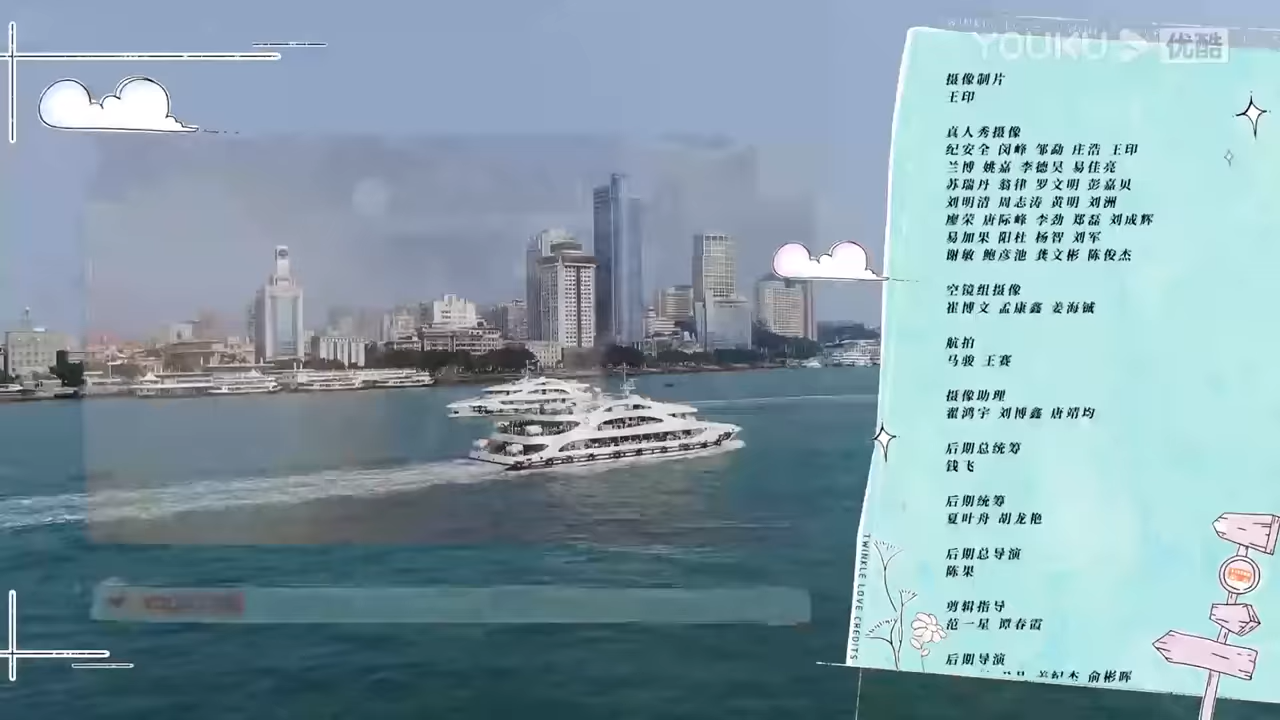 YOUKU 优酷
摄像制片
王印
真人秀摄像
纪安全 闵峰 邹勐 庄浩 王印
兰博 姚嘉 李德昊 易佳亮
苏瑞丹 翁律 罗文明 彭嘉贝
刘明清 周志涛 黄明 刘洲
廖荣 唐际峰 李劲 郑磊 刘成辉
易加果 阳杜 杨智 刘军
谢敏 鲍彦池 龚文彬 陈俊杰
空镜组摄像
崔博文 孟康鑫 姜海铖
航拍
马骏 王赛
摄像助理
翟鸿宇 刘博鑫 唐靖均
后期总统筹
钱飞
后期统筹
夏叶舟 胡龙艳
后期总导演
陈果
剪辑指导
范一星 谭春霞
后期导演
俞彬晖
TWINKLE LOVE CREDITS